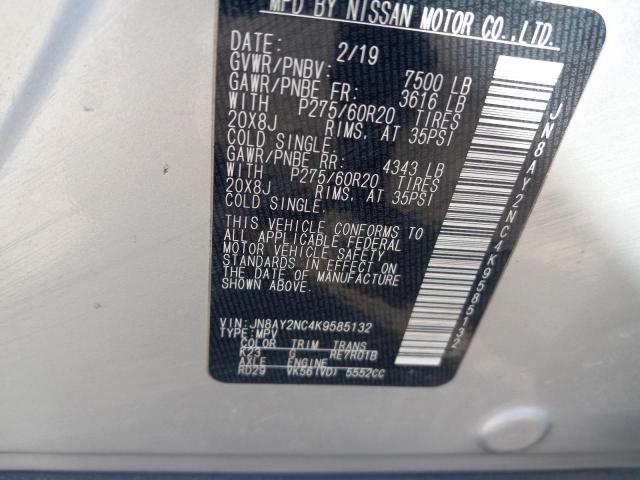 MFD BY NISSAN MOTOR CO.,LTD.
DATE: 2/19
GVWR/PNBV: 7500 LB
GAWR/PNBE FR: 3616 LB
WITH P275/60R20 TIRES
20X8J RIMS, AT 35PSI
COLD SINGLE.
GAWR/PNBE RR: 4343 LB
WITH P275/60R20 TIRES
20X8J RIMS, AT 35PSI
COLD SINGLE.
THIS VEHICLE CONFORMS TO
ALL APPLICABLE FEDERAL
MOTOR VEHICLE SAFETY
STANDARDS IN EFFECT ON
THE DATE OF MANUFACTURE
SHOWN ABOVE.
VIN: JN8AY2NC4K9585132
TYPE: MPV
COLOR TRIM TRANS
K23 G RE7R01B
AXLE ENGINE
RD29 VK56(VD) 5552CC
JN8AY2NC4K9585132